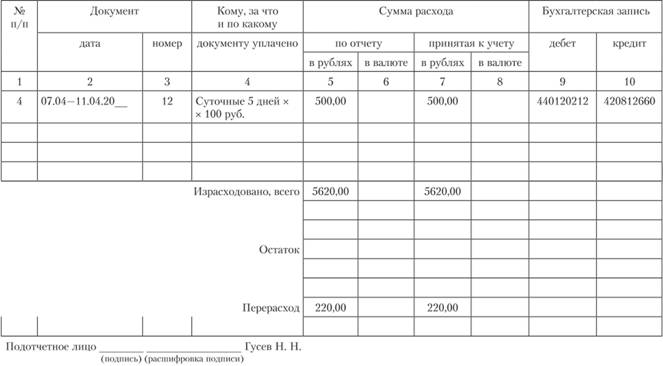 № п/п Документ Кому, за что и по какому документу уплачено Сумма расхода Бухгалтерская запись
дата номер по отчету принятая к учету дебет кредит
в рублях в валюте в рублях в валюте
1 2 3 4 5 6 7 8 9 10
4 07.04—11.04.20__ 12 Суточные 5 дней × 500,00 500,00 440120212 420812660
× 100 руб.
Израсходовано, всего 5620,00 5620,00
Остаток
Перерасход 220,00 220,00
Подотчетное лицо ________ ________________ Гусев Н. Н.
(подпись) (расшифровка подписи)